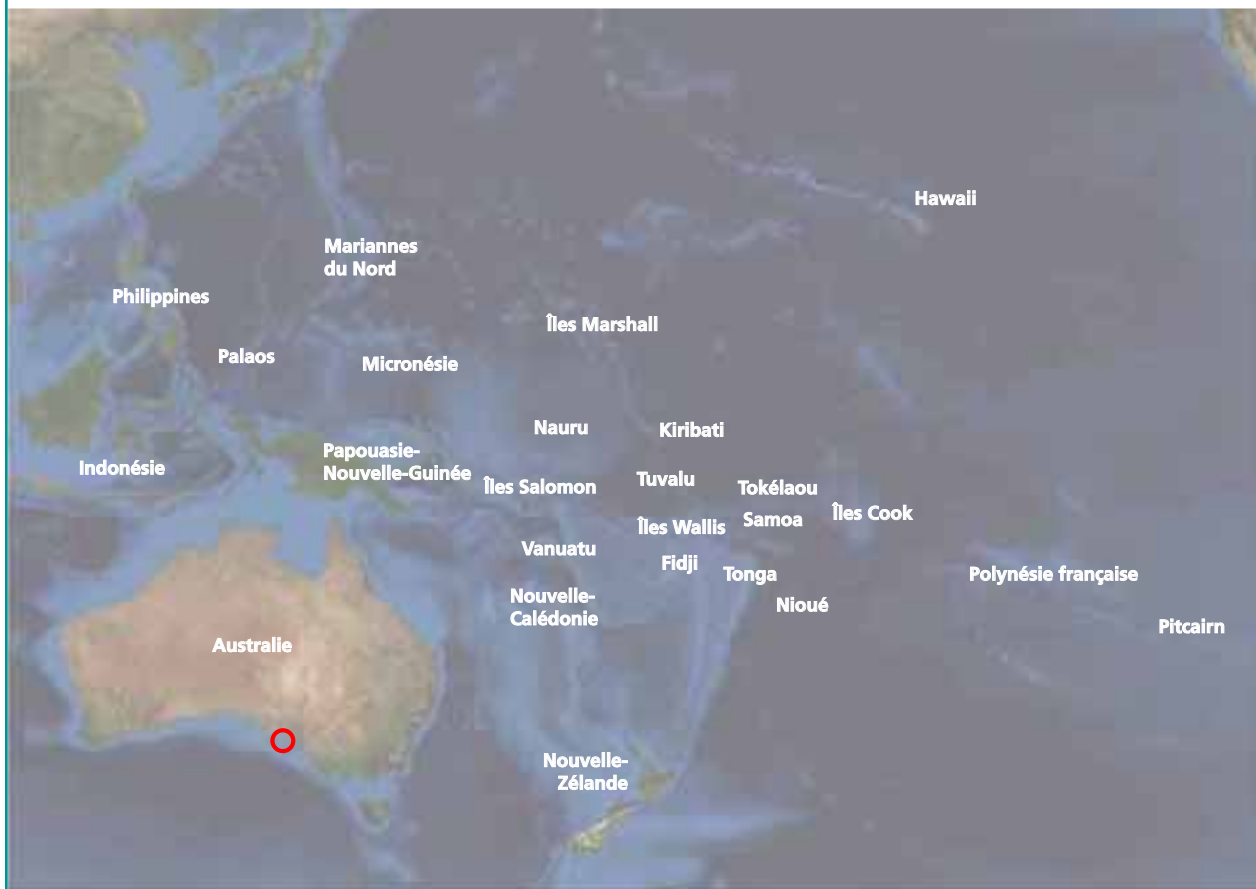 Hawaii
Mariannes
du Nord
Philippines
Îles Marshall
Palaos
Micronésie
Nauru
Kiribati
Papouasie-
Nouvelle-Guinée
Indonésie
Îles Salomon
Tuvalu
Tokélaou
Îles Cook
Samoa
Îles Wallis
Vanuatu
Fidji
Tonga
Polynésie française
Nouvelle-
Calédonie
Nioué
Pitcairn
Australie
Nouvelle-
Zélande